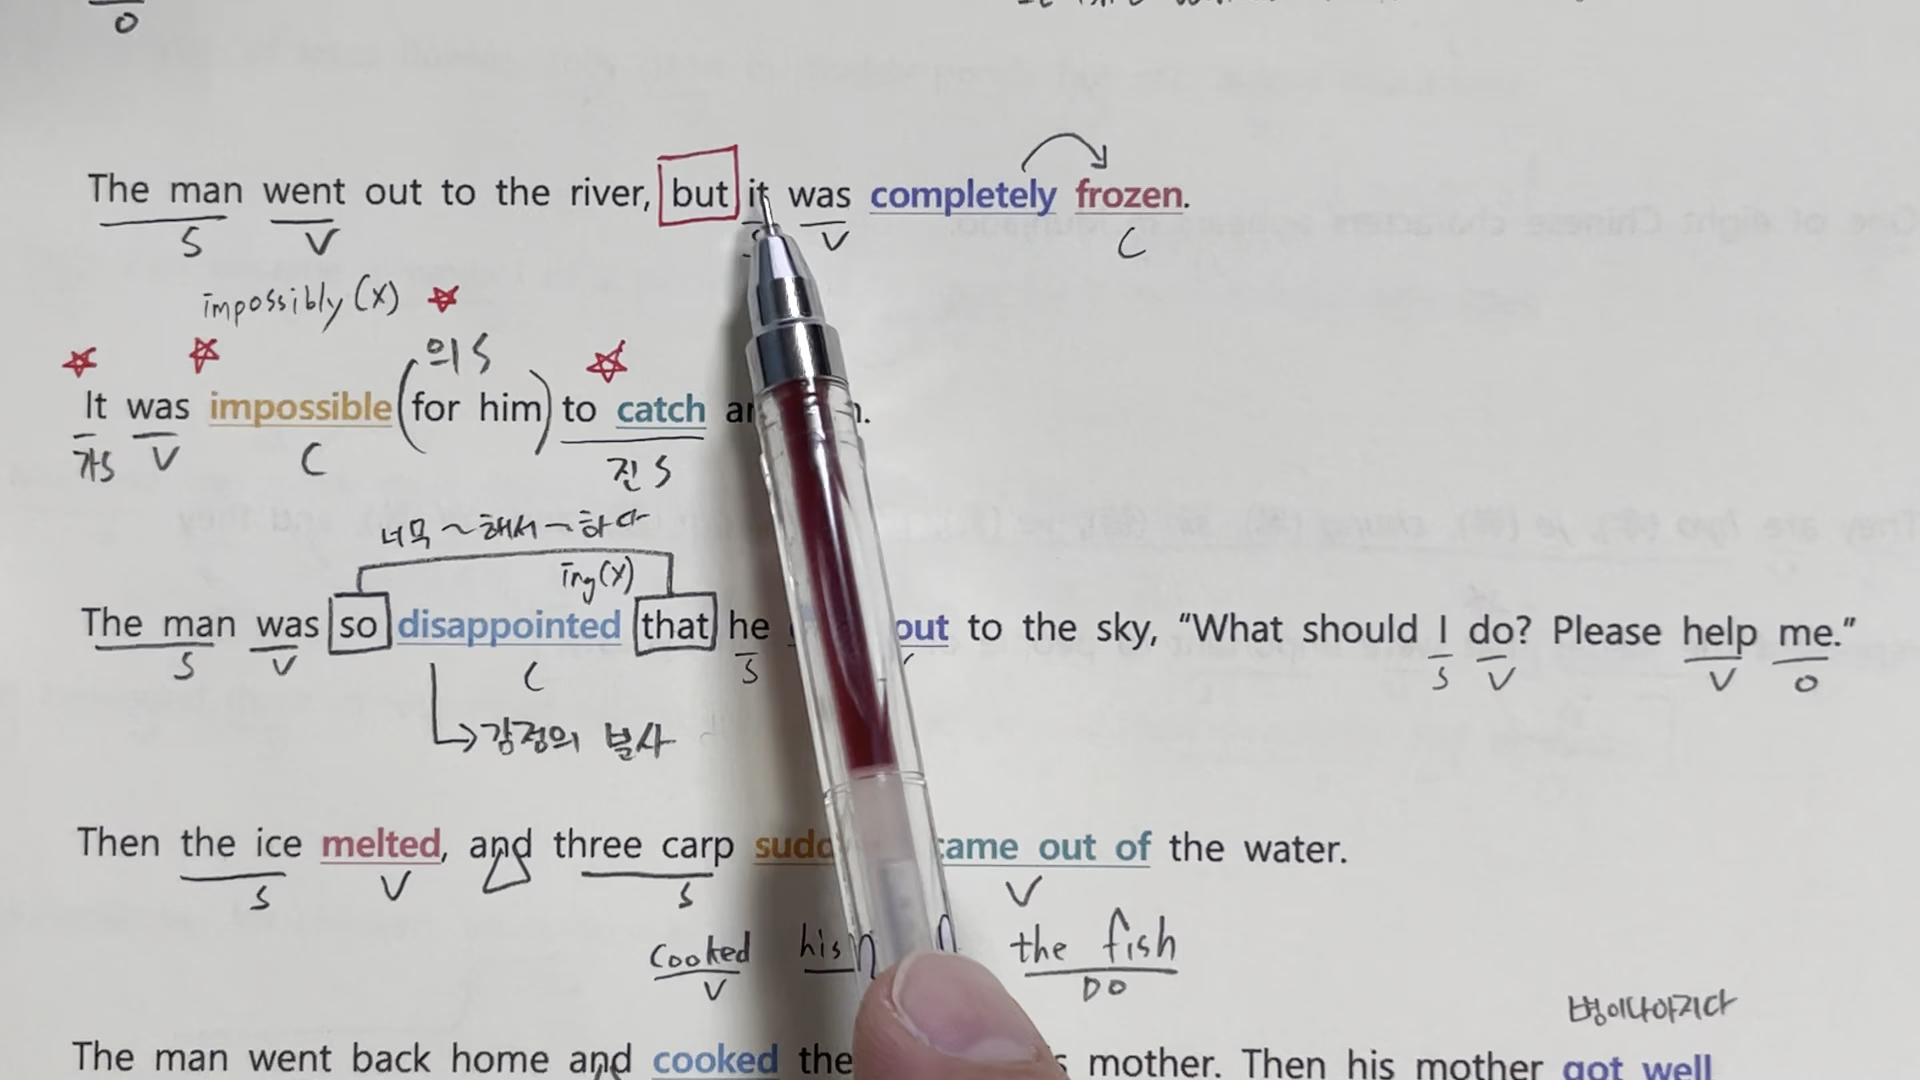 O
The man went out to the river, but it was completely frozen.
S V V C
impossibly (X)
의S
It was impossible (for him) to catch
가S V C 진S
너무 ~해서 ~하다
ing(X)
The man was so disappointed that he out to the sky, “What should I do? Please help me.”
S V C S S V V O
감정의 분사
Then the ice melted, and three carp came out of the water.
S V S V
cooked his the fish
V DO
병이 나아지다
The man went back home and cooked the mother. Then his mother got well